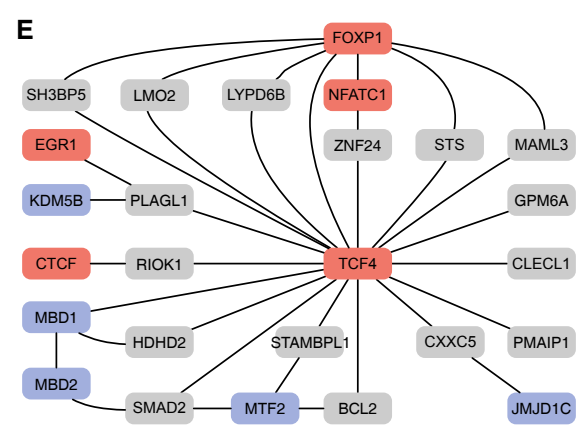 E
FOXP1
SH3BP5 LMO2 LYPD6B NFATC1
EGR1 ZNF24 STS MAML3
KDM5B PLAGL1 GPM6A
CTCF RIOK1 TCF4 CLECL1
MBD1
HDHD2 STAMBPL1 CXXC5 PMAIP1
MBD2
SMAD2 MTF2 BCL2 JMJD1C